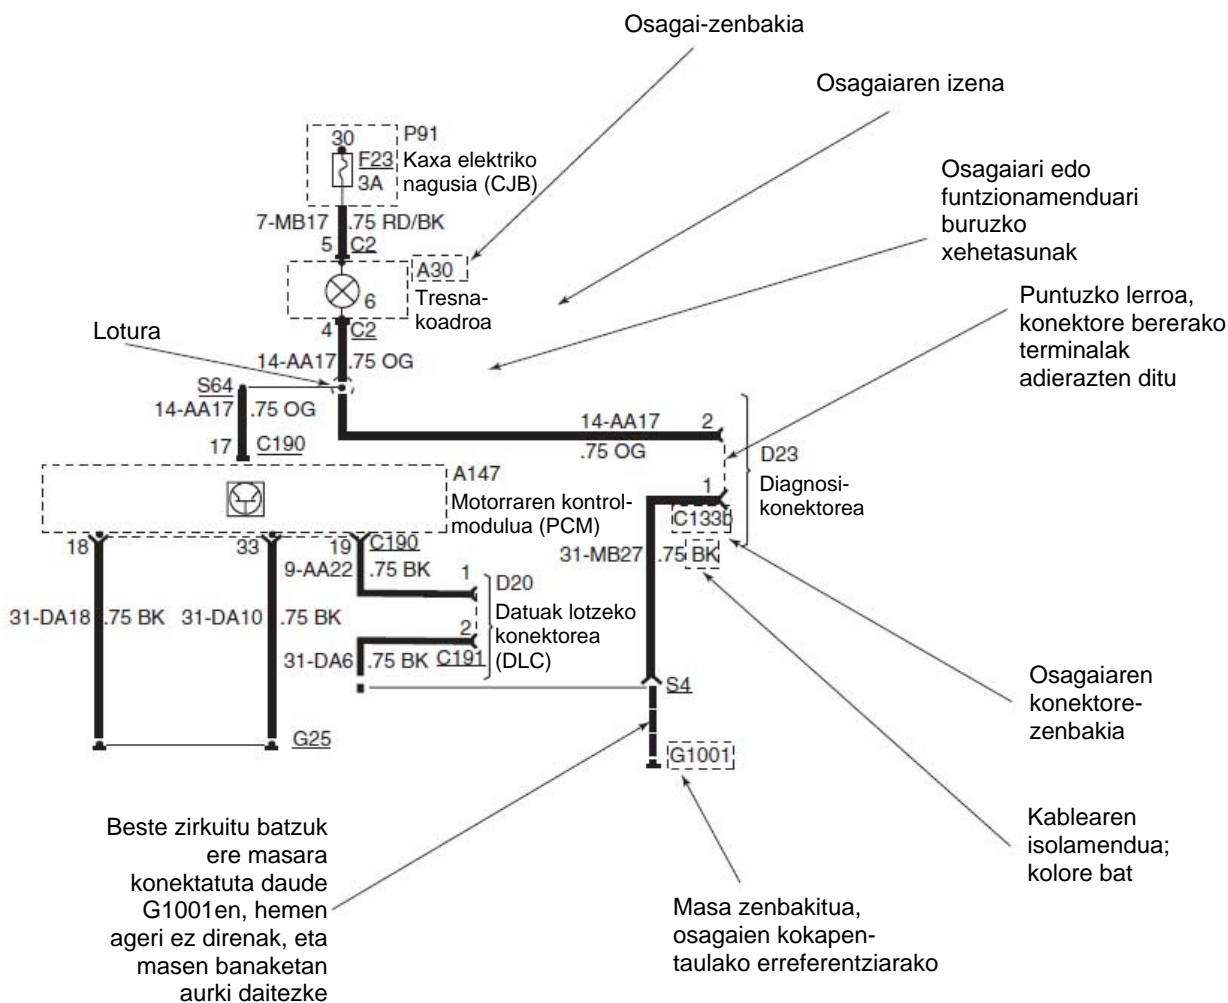 Osagai-zenbakia
Osagaiaren izena
30
P91
F23
3A
Kaxa elektriko
nagusia (CJB)
7-MB17 .75 RD/BK
5 C2
Osagaiari edo
funtzionamenduari
buruzko
xehetasunak
A30
6
Tresna-
koadroa
4 C2
Lotura
14-AA17 .75 OG
Puntuzko lerroa,
konektore bererako
terminalak
adierazten ditu
S64
14-AA17 .75 OG
17 C190
14-AA17 2
.75 OG
D23
Diagnosi-
konektorea
1
C133b
31-MB27 .75 BK
A147
Motorraren kontrol-
modulua (PCM)
18 33 19 C190
9-AA22 .75 BK
1
D20
Datuak lotzeko
konektorea
(DLC)
2
31-DA18 .75 BK 31-DA10 .75 BK
31-DA6 .75 BK C191
S4
G25
G1001
Osagaiaren
konektore-
zenbakia
Kablearen
isolamendua;
kolore bat
Beste zirkuitu batzuk
ere masara
konektatuta daude
G1001en, hemen
ageri ez direnak, eta
masen banaketan
aurki daitezke
Masa zenbakitua,
osagaien kokapen-
taulako erreferentziarako